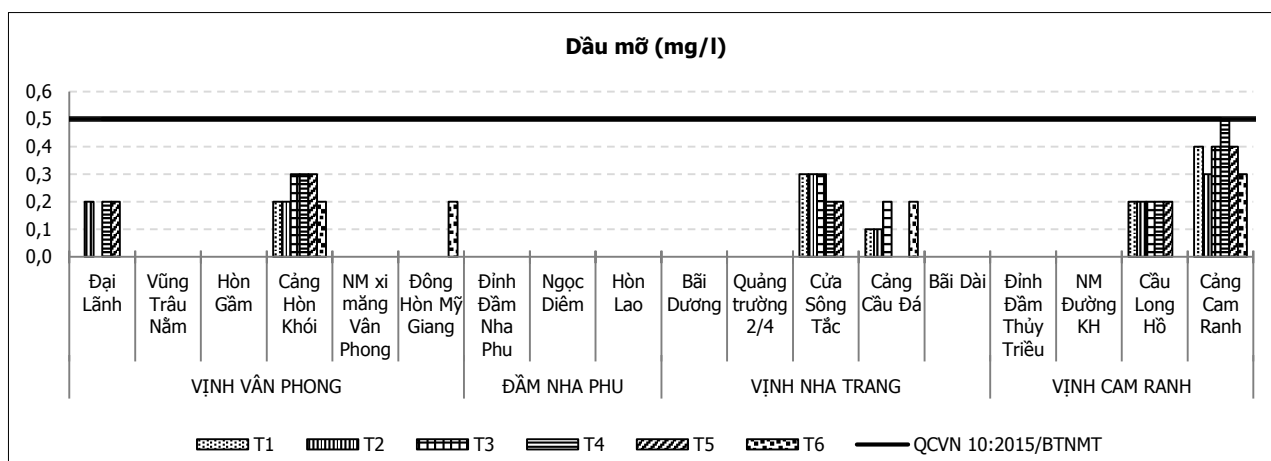 Dầu mỡ (mg/l)
0,6
0,5
0,4
0,3
0,2
0,1
0,0
Đại Lãnh
Vũng Trâu Nằm
Hòn Gầm
Cảng Hòn Khói
NM xi măng Vân Phong
Đông Hòn Mỹ Giang
Đỉnh Đầm Nha Phu
Ngọc Diêm
Hòn Lao
Bãi Dương
Quảng trường 2/4
Cửa Sông Tắc
Cảng Cầu Đá
Bãi Dài
Đỉnh Đầm Thủy Triều
NM Đường KH
Cầu Long Hồ
Cảng Cam Ranh
VỊNH VÂN PHONG
ĐẦM NHA PHU
VỊNH NHA TRANG
VỊNH CAM RANH
T1
T2
T3
T4
T5
T6
QCVN 10:2015/BTNMT